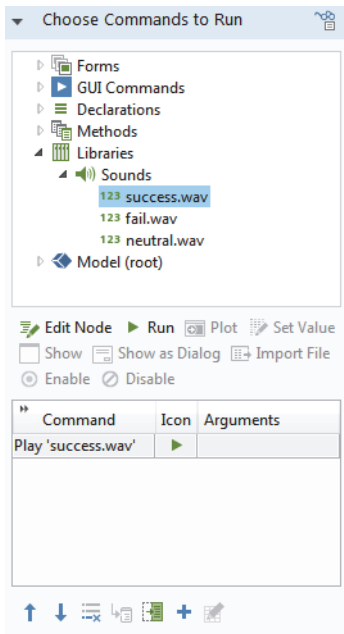 Choose Commands to Run
Forms
GUI Commands
Declarations
Methods
Libraries
Sounds
123 success.wav
123 fail.wav
123 neutral.wav
Model (root)
Edit Node Run Plot Set Value
Show Show as Dialog Import File
Enable Disable
Command Icon Arguments
Play 'success.wav'